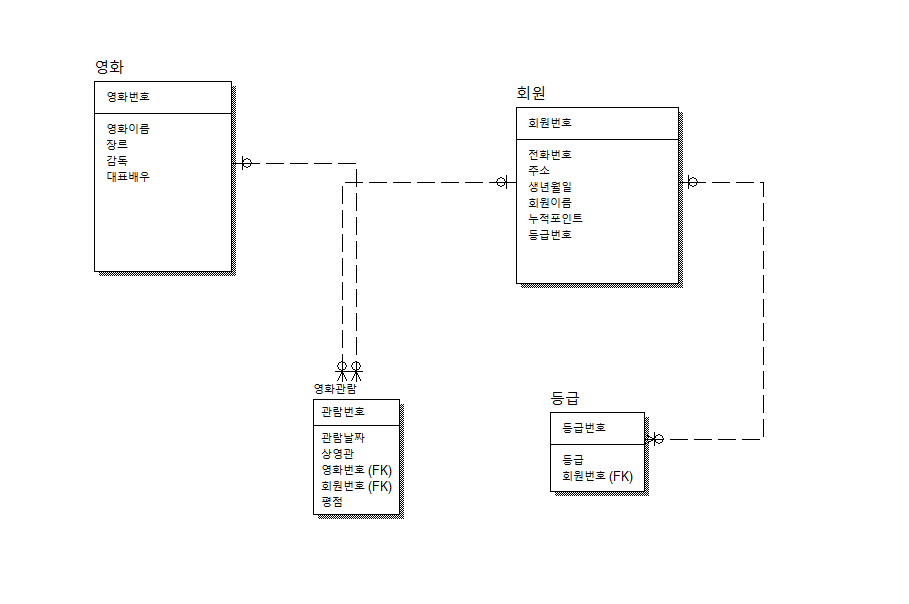 영화
영화번호
영화이름
장르
감독
대표배우
회원
회원번호
전화번호
주소
생년월일
회원이름
누적포인트
등급번호
영화관람
관람번호
관람날짜
상영관
영화번호 (FK)
회원번호 (FK)
평점
등급
등급번호
등급
회원번호 (FK)